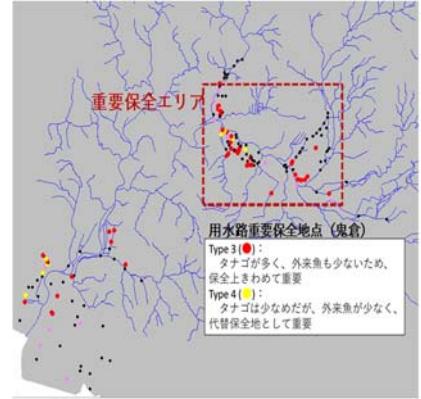 重要保全エリア
用水路重要保全地点（鬼倉）
Type 3 (●)：
タナゴが多く、外来魚も少ないため、
保全上きわめて重要
Type 4 (●)：
タナゴは少なめだが、外来魚が少なく、
代替保全地として重要